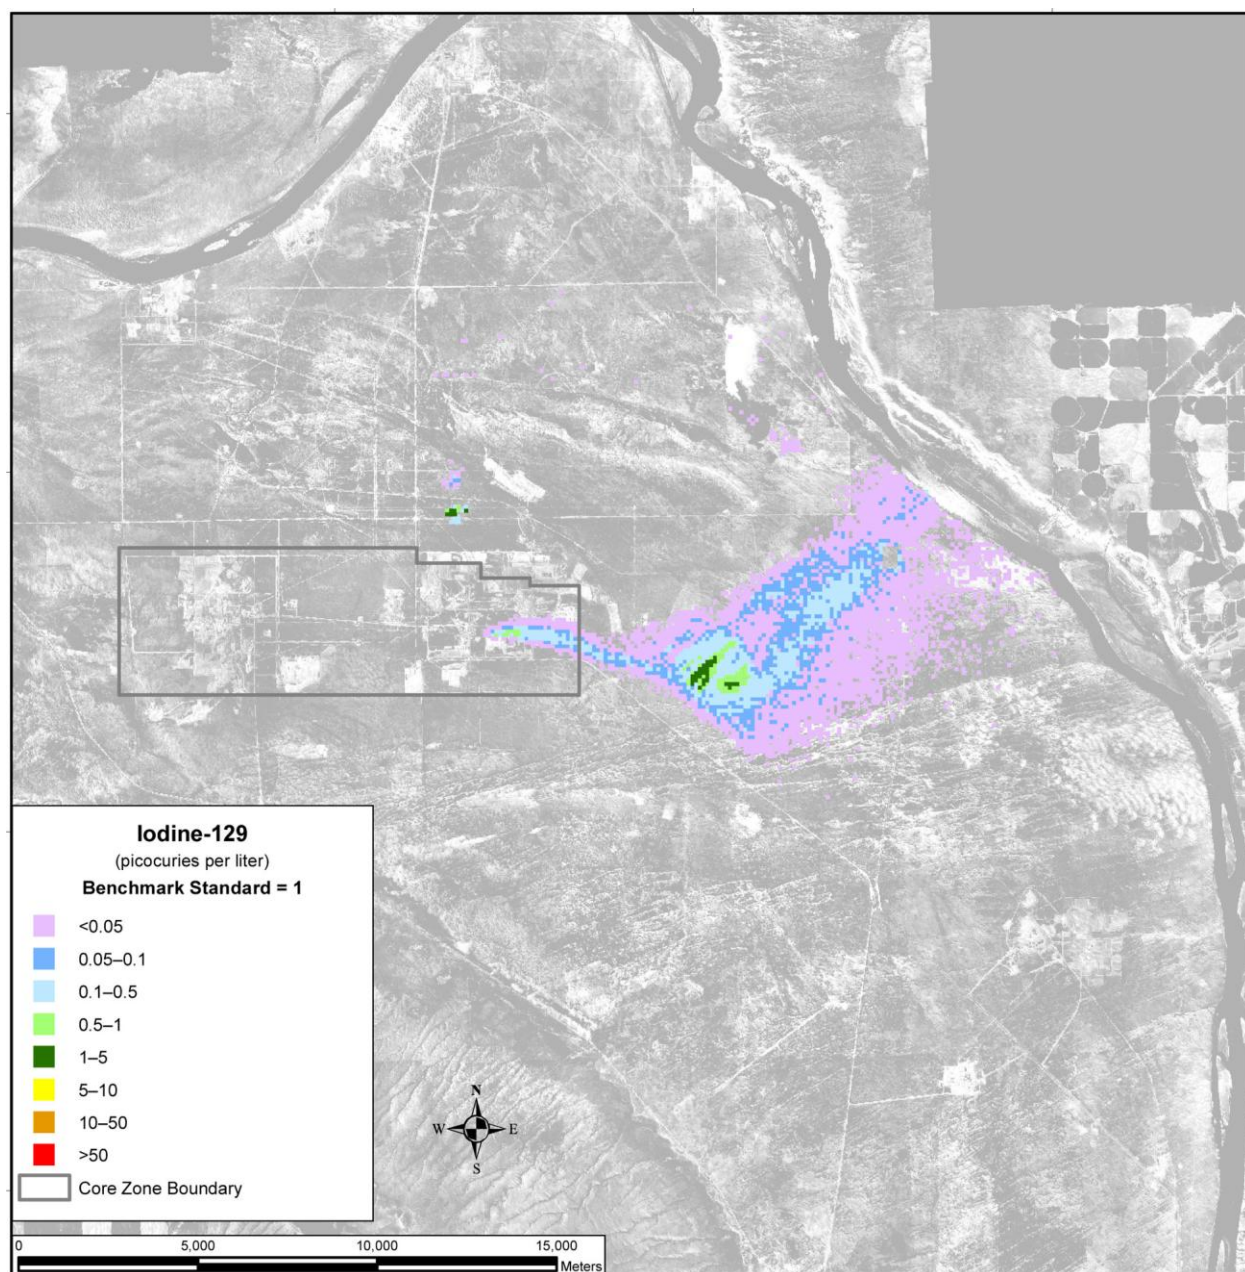 Iodine-129
(picocuries per liter)
Benchmark Standard = 1
<0.05
0.05–0.1
0.1–0.5
0.5–1
1–5
5–10
10–50
>50
Core Zone Boundary
N
W E
S
0 5,000 10,000 15,000
Meters